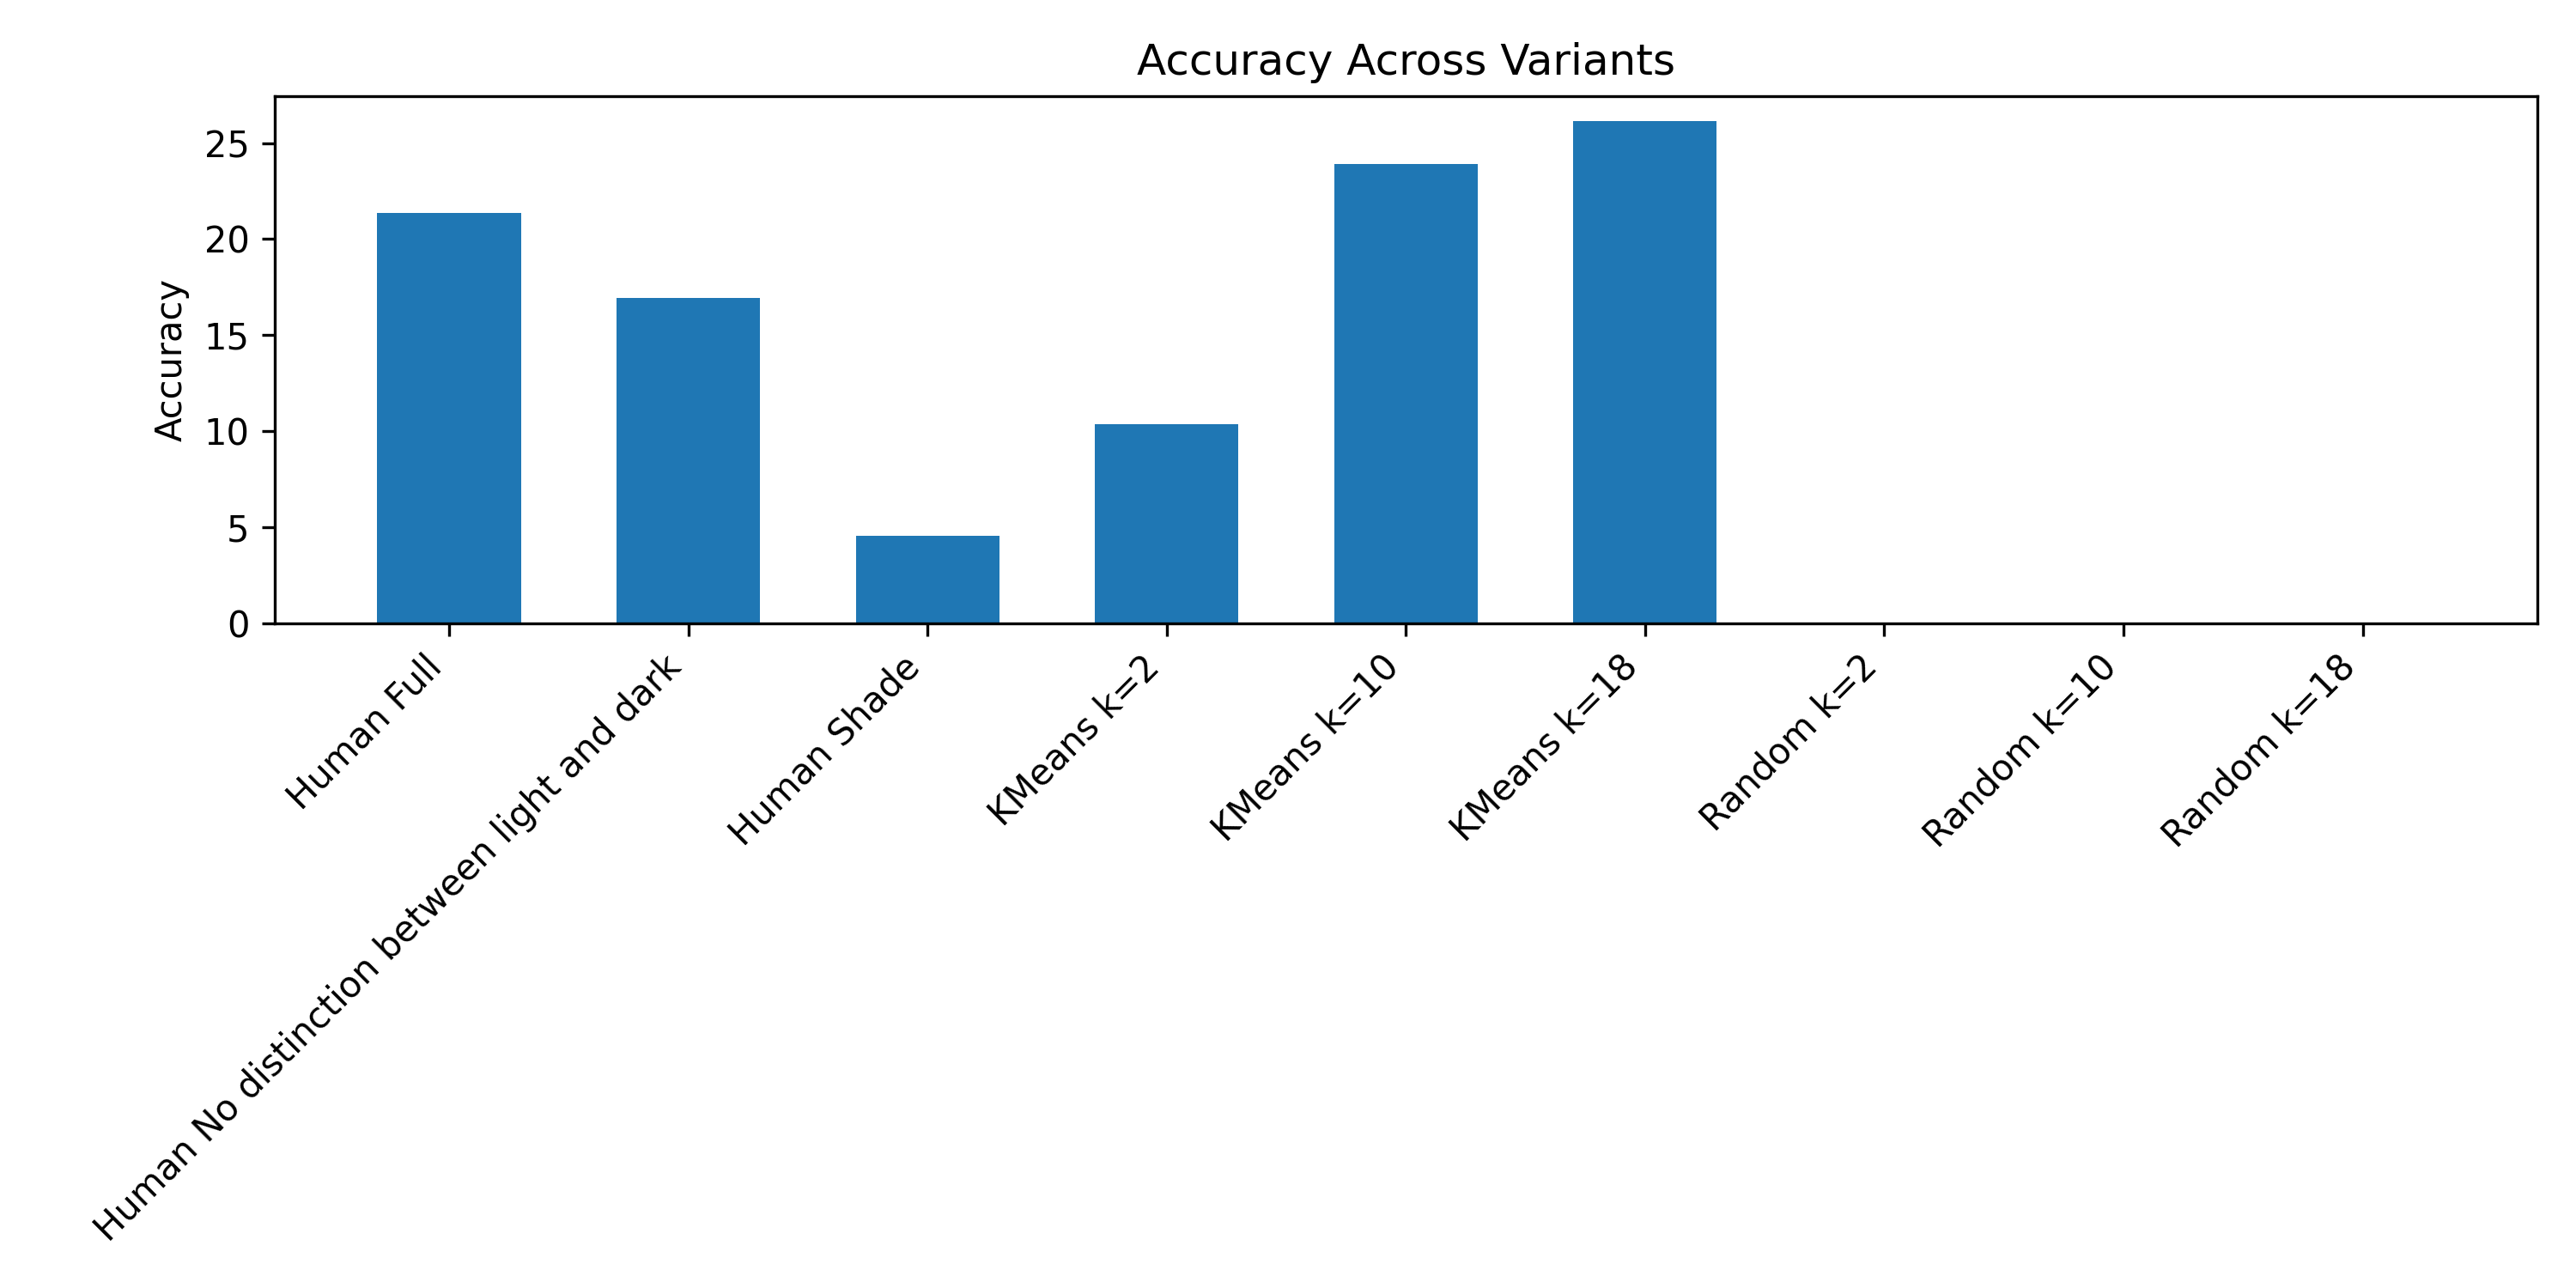 Accuracy Across Variants
Accuracy
25
20
15
10
5
0
Human Full
Human No distinction between light and dark
Human Shade
KMeans k=2
KMeans k=10
KMeans k=18
Random k=2
Random k=10
Random k=18